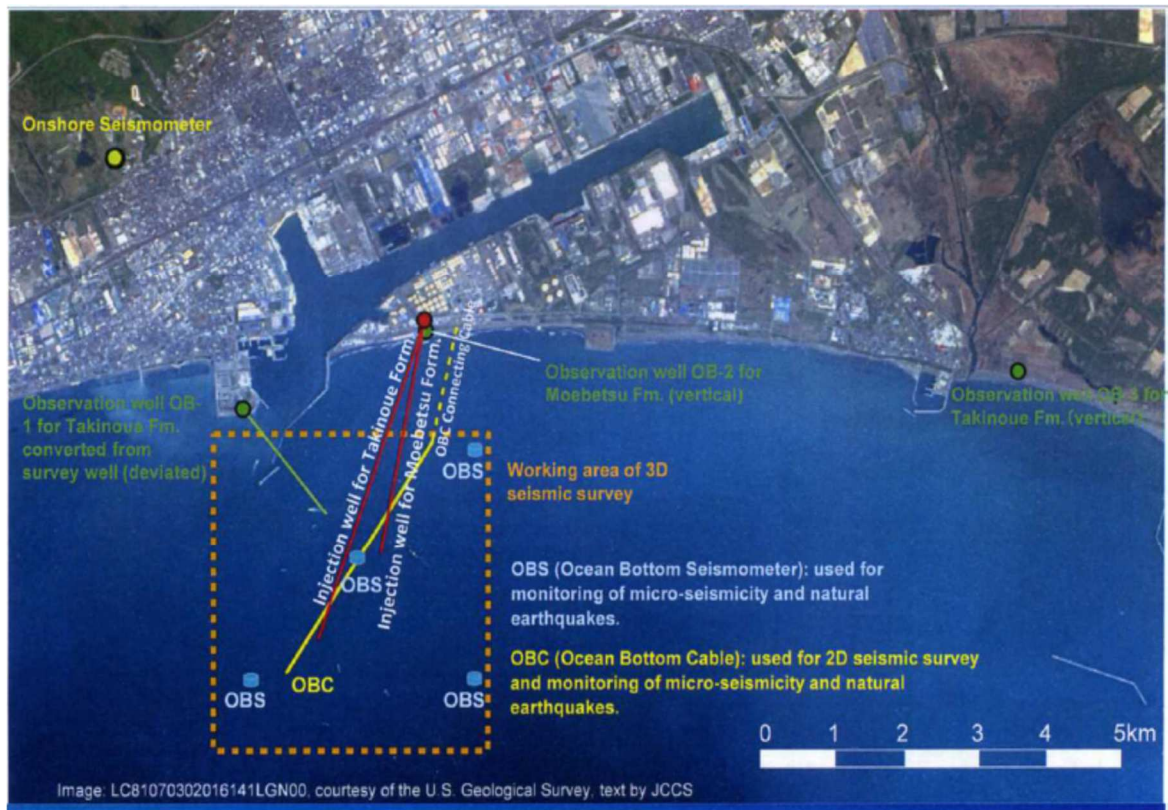 Onshore Seismometer
Injection well for Takinoue Form.
Injection well for Moebetsu Form.
OBC Connecting Cable
Observation well OB-
1 for Takinoue Fm.
converted from
survey well (deviated)
Observation well OB-2 for
Moebetsu Fm. (vertical)
Observation well OB-3 for
Takinoue Fm. (vertical)
OBS
Working area of 3D
seismic survey
OBS
OBS (Ocean Bottom Seismometer): used for
monitoring of micro-seismicity and natural
earthquakes.
OBC (Ocean Bottom Cable): used for 2D seismic survey
and monitoring of micro-seismicity and natural
earthquakes.
OBS
OBC
OBS
0 1 2 3 4 5km
Image: LC81070302016141LGN00, courtesy of the U.S. Geological Survey, text by JCCS